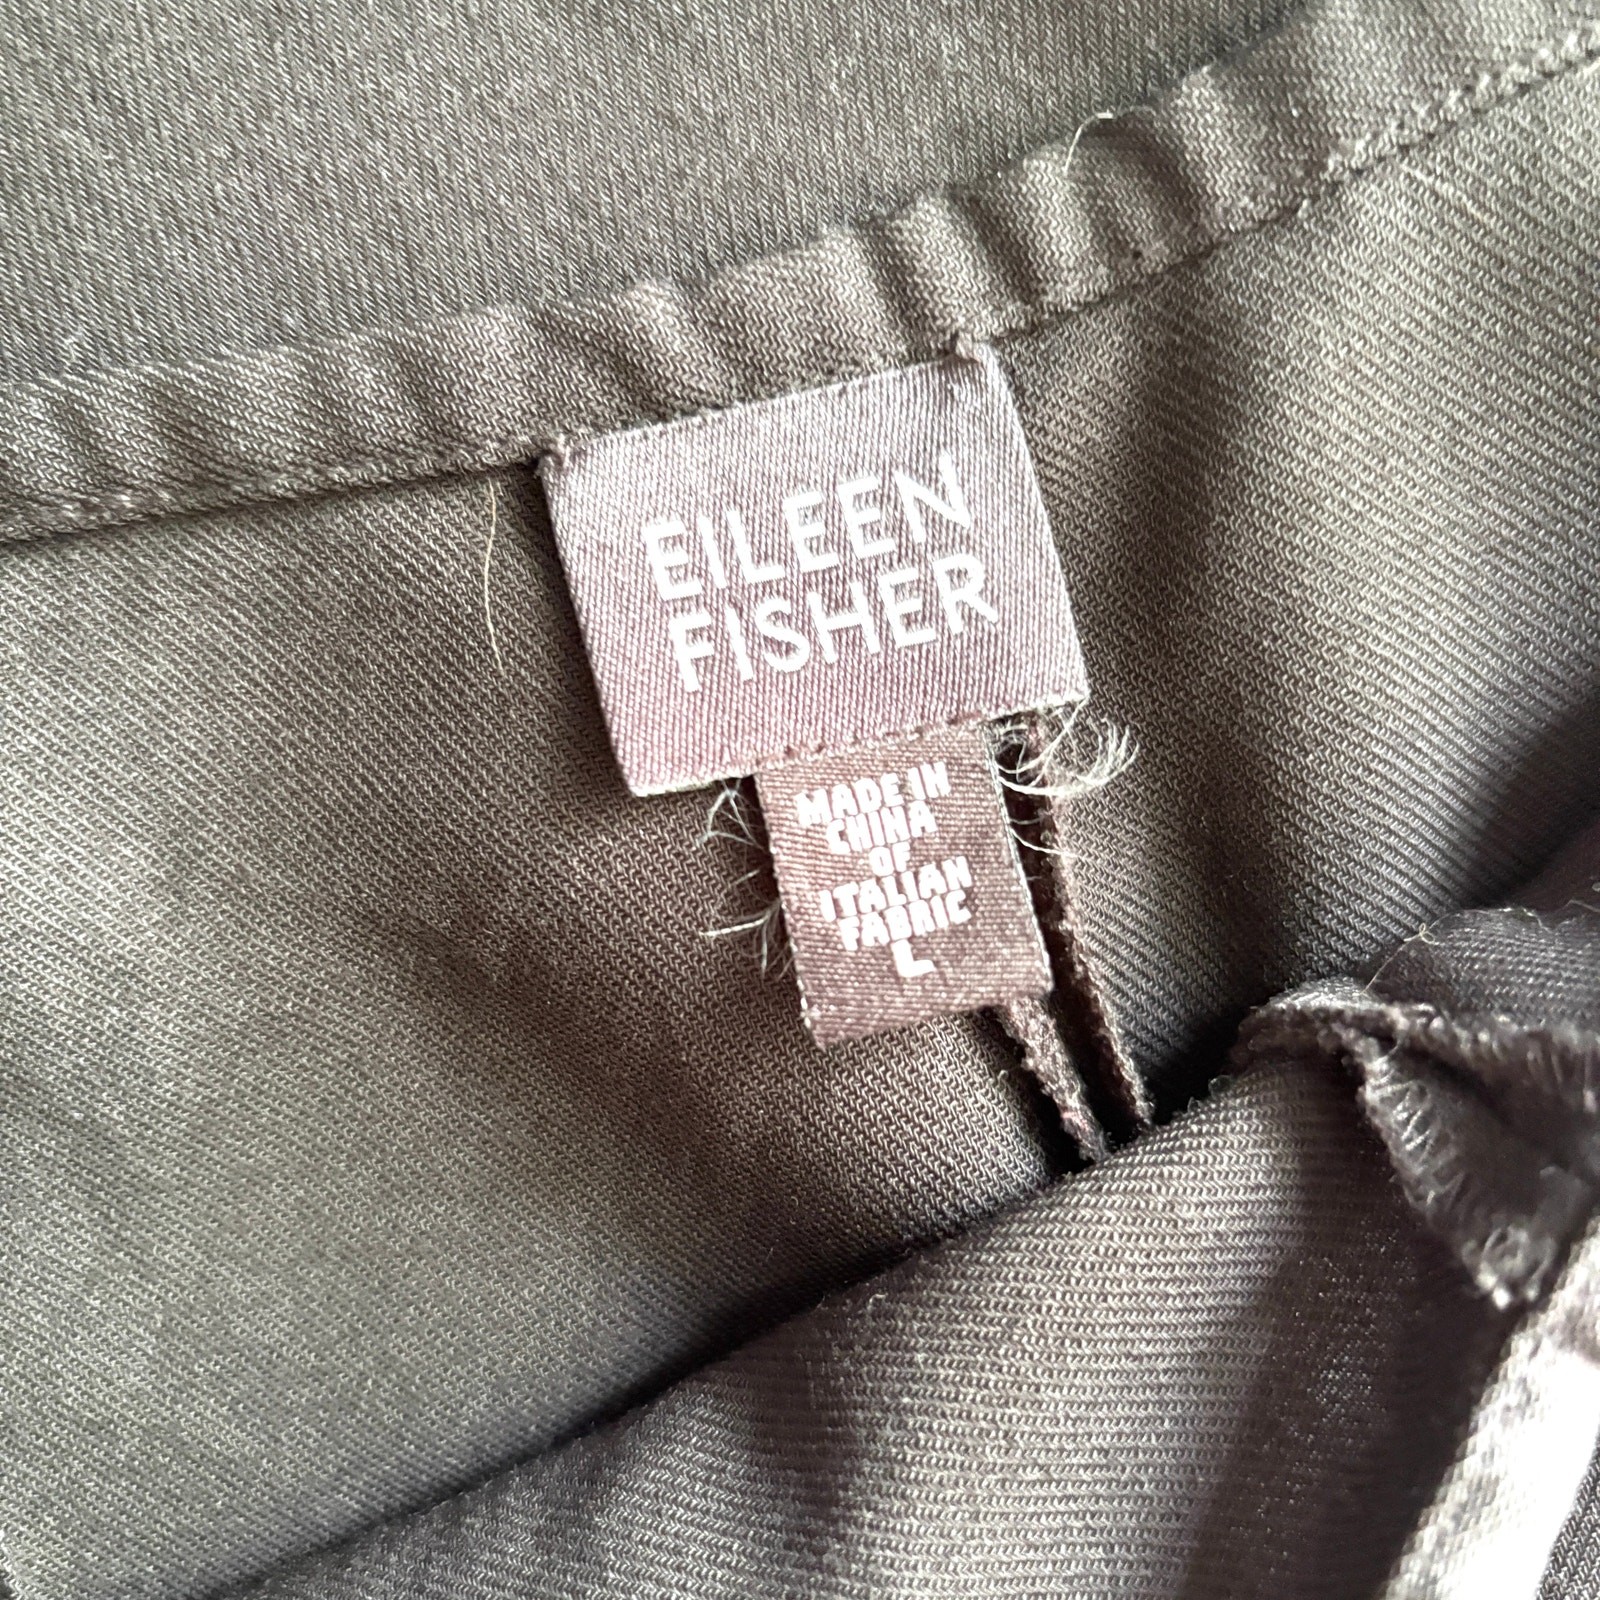 EILEEN
FISHER
MADE IN
CHINA
OF
ITALIAN
FABRIC
L